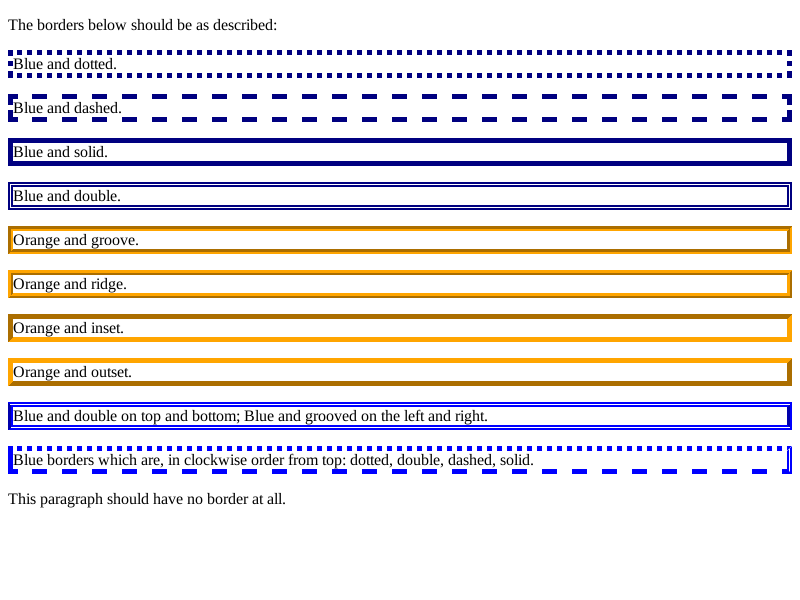 The borders below should be as described:
Blue and dotted.
Blue and dashed.
Blue and solid.
Blue and double.
Orange and groove.
Orange and ridge.
Orange and inset.
Orange and outset.
Blue and double on top and bottom; Blue and grooved on the left and right.
Blue borders which are, in clockwise order from top: dotted, double, dashed, solid.
This paragraph should have no border at all.